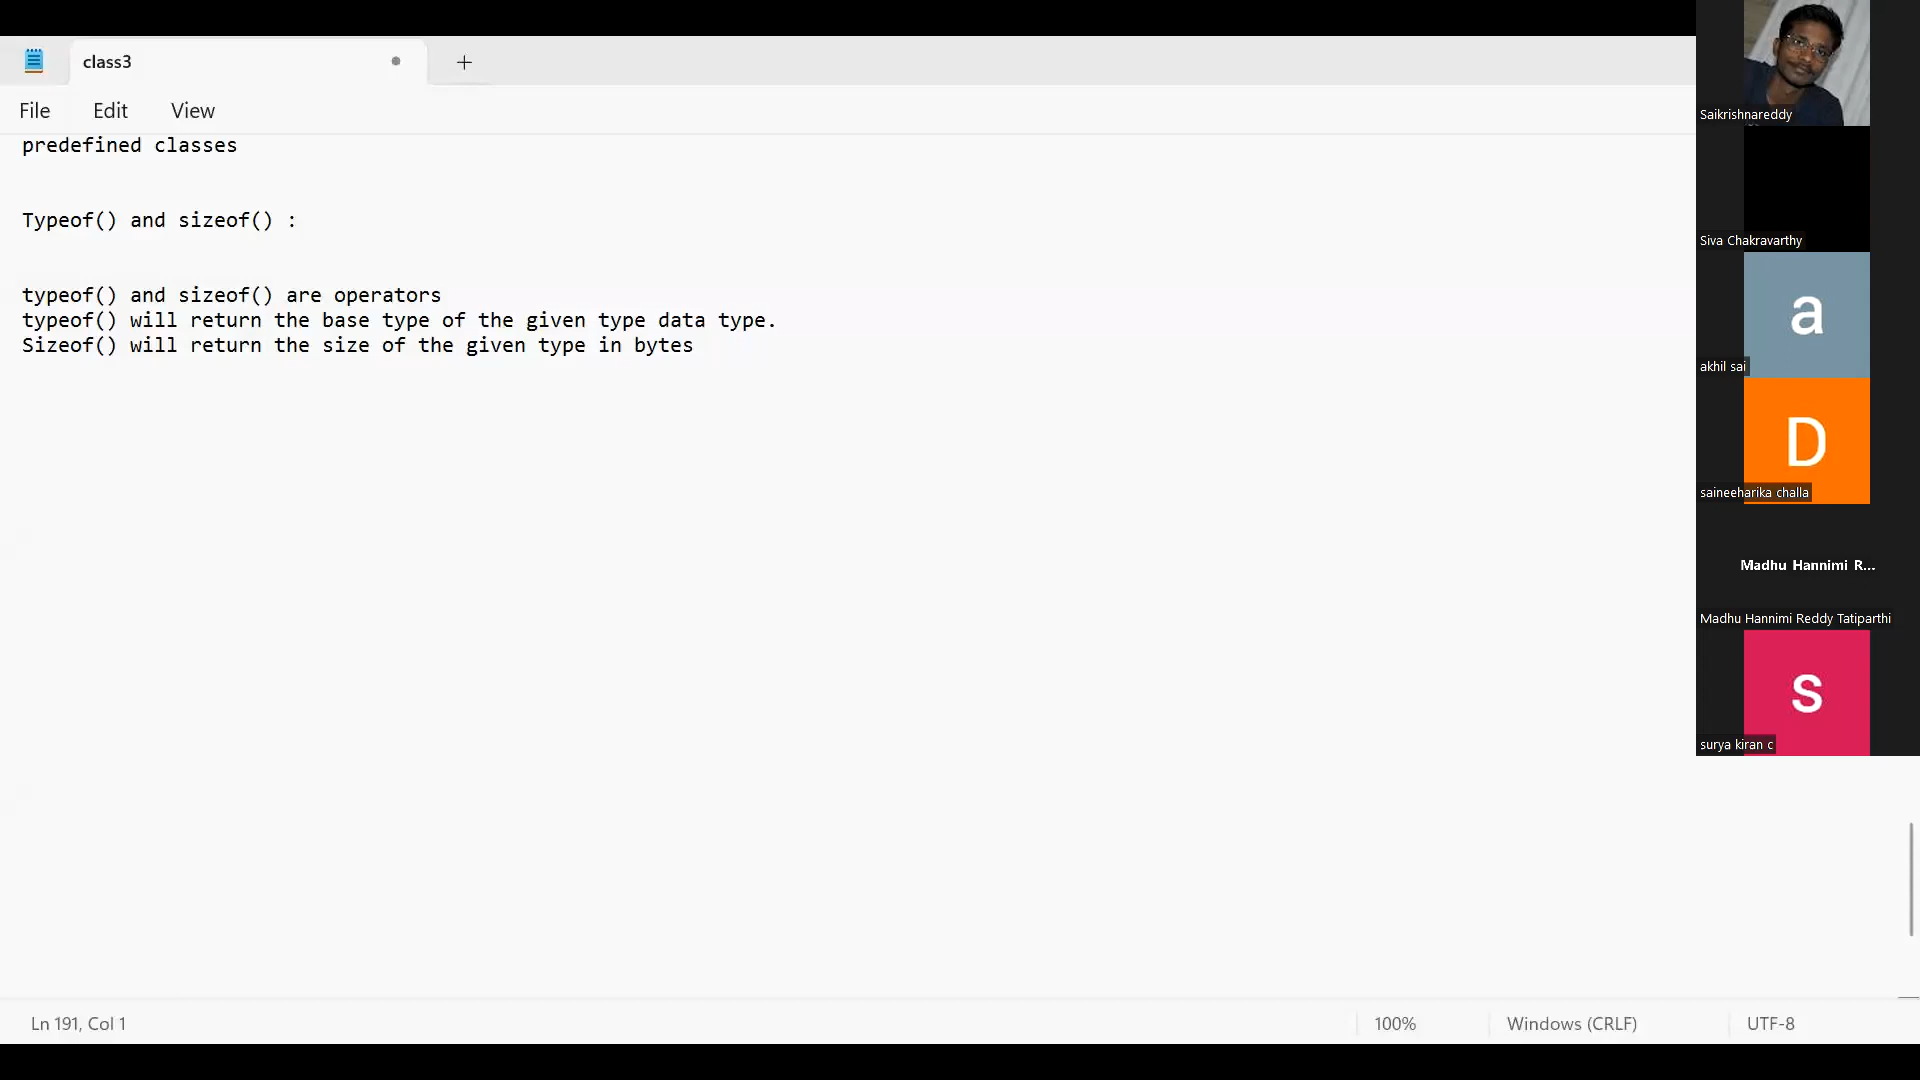 class3
File Edit View
predefined classes
Typeof() and sizeof() :
typeof() and sizeof() are operators
typeof() will return the base type of the given type data type.
Sizeof() will return the size of the given type in bytes
Ln 191, Col 1
100%
Windows (CRLF)
UTF-8
Saikrishnareddy
Siva Chakravarthy
a
akhil sai
D
saineeharika challa
Madhu Hannimi R...
Madhu Hannimi Reddy Tatiparthi
s
surya kiran c